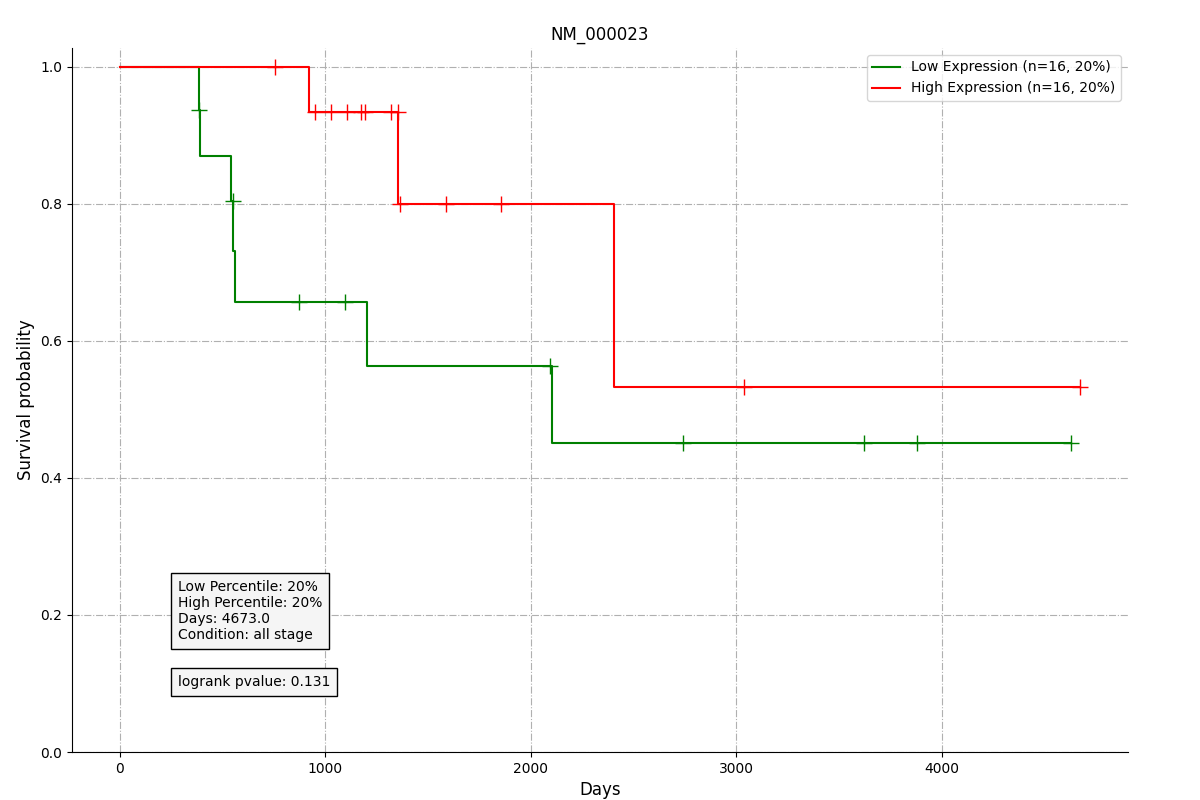 NM_000023
Low Expression (n=16, 20%)
High Expression (n=16, 20%)
1.0
0.8
0.6
0.4
0.2
0.0
Survival probability
Low Percentile: 20%
High Percentile: 20%
Days: 4673.0
Condition: all stage
logrank pvalue: 0.131
0 1000 2000 3000 4000
Days